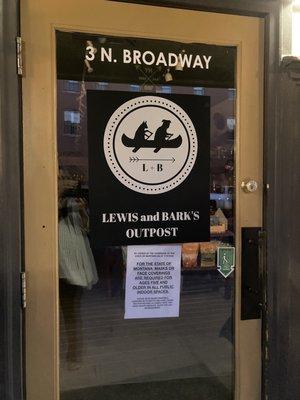 3 N. BROADWAY
L + B
LEWIS and BARK'S
OUTPOST
FOR THE STATE OF
MONTANA MASKS OR
FACE COVERINGS
ARE REQUIRED FOR
AGES FIVE AND
OLDER IN ALL PUBLIC
INDOOR SPACES.